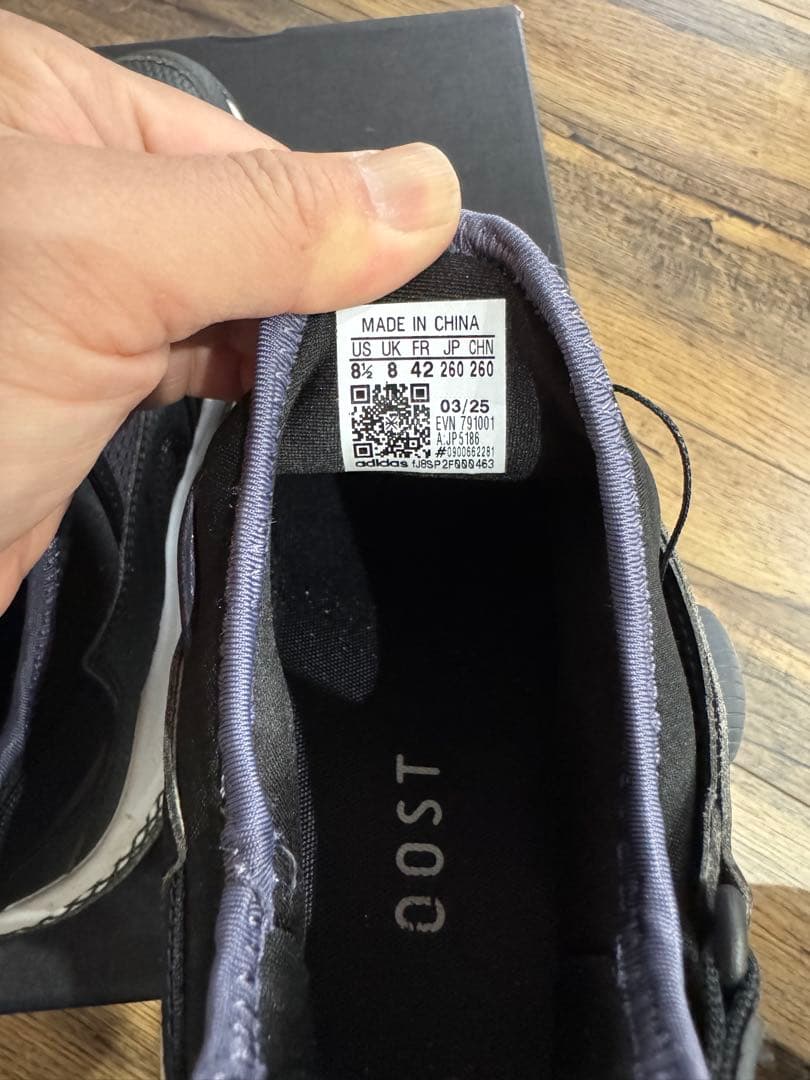 MADE IN CHINA
US UK FR JP CHN
8½ 8 42 260 260
03/25
EVN 791001
A:JP5186
#0900662281
adidas fJ8SP2F000463
OOST